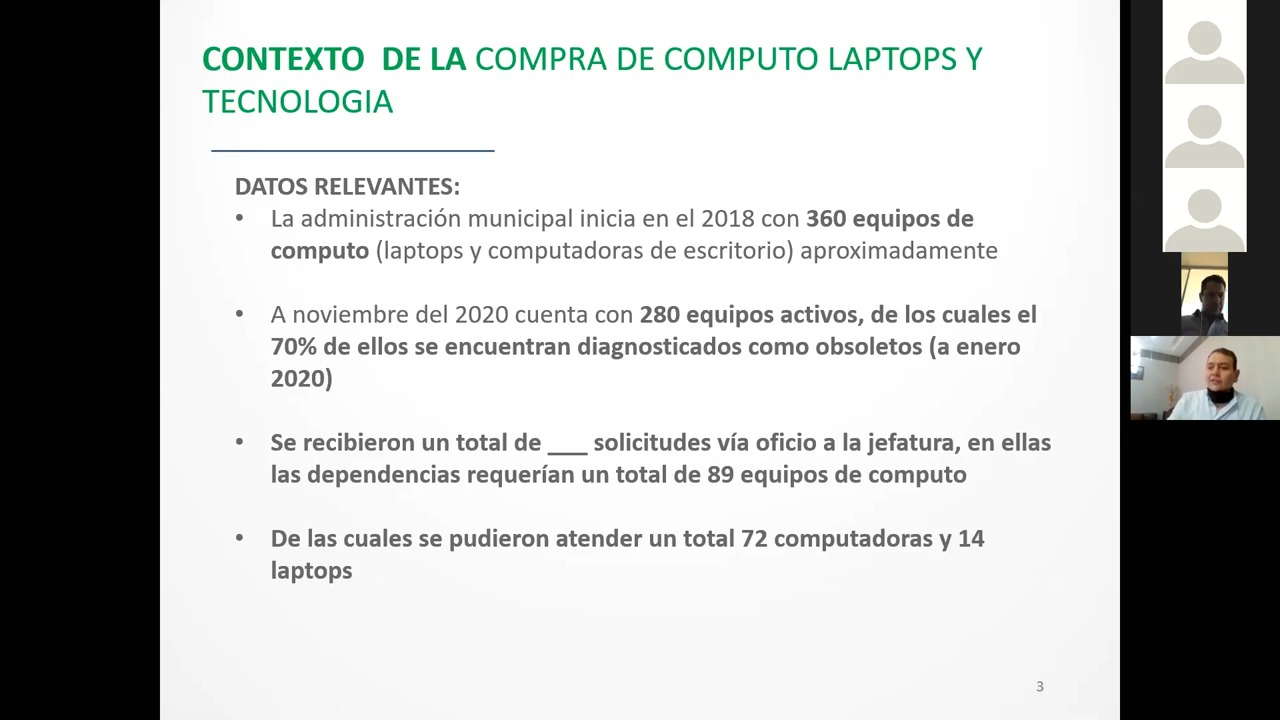 CONTEXTO DE LA COMPRA DE COMPUTO LAPTOPS Y
TECNOLOGIA
DATOS RELEVANTES:
• La administración municipal inicia en el 2018 con 360 equipos de
computo (laptops y computadoras de escritorio) aproximadamente
• A noviembre del 2020 cuenta con 280 equipos activos, de los cuales el
70% de ellos se encuentran diagnosticados como obsoletos (a enero
2020)
• Se recibieron un total de ___ solicitudes vía oficio a la jefatura, en ellas
las dependencias requerían un total de 89 equipos de computo
• De las cuales se pudieron atender un total 72 computadoras y 14
laptops
3